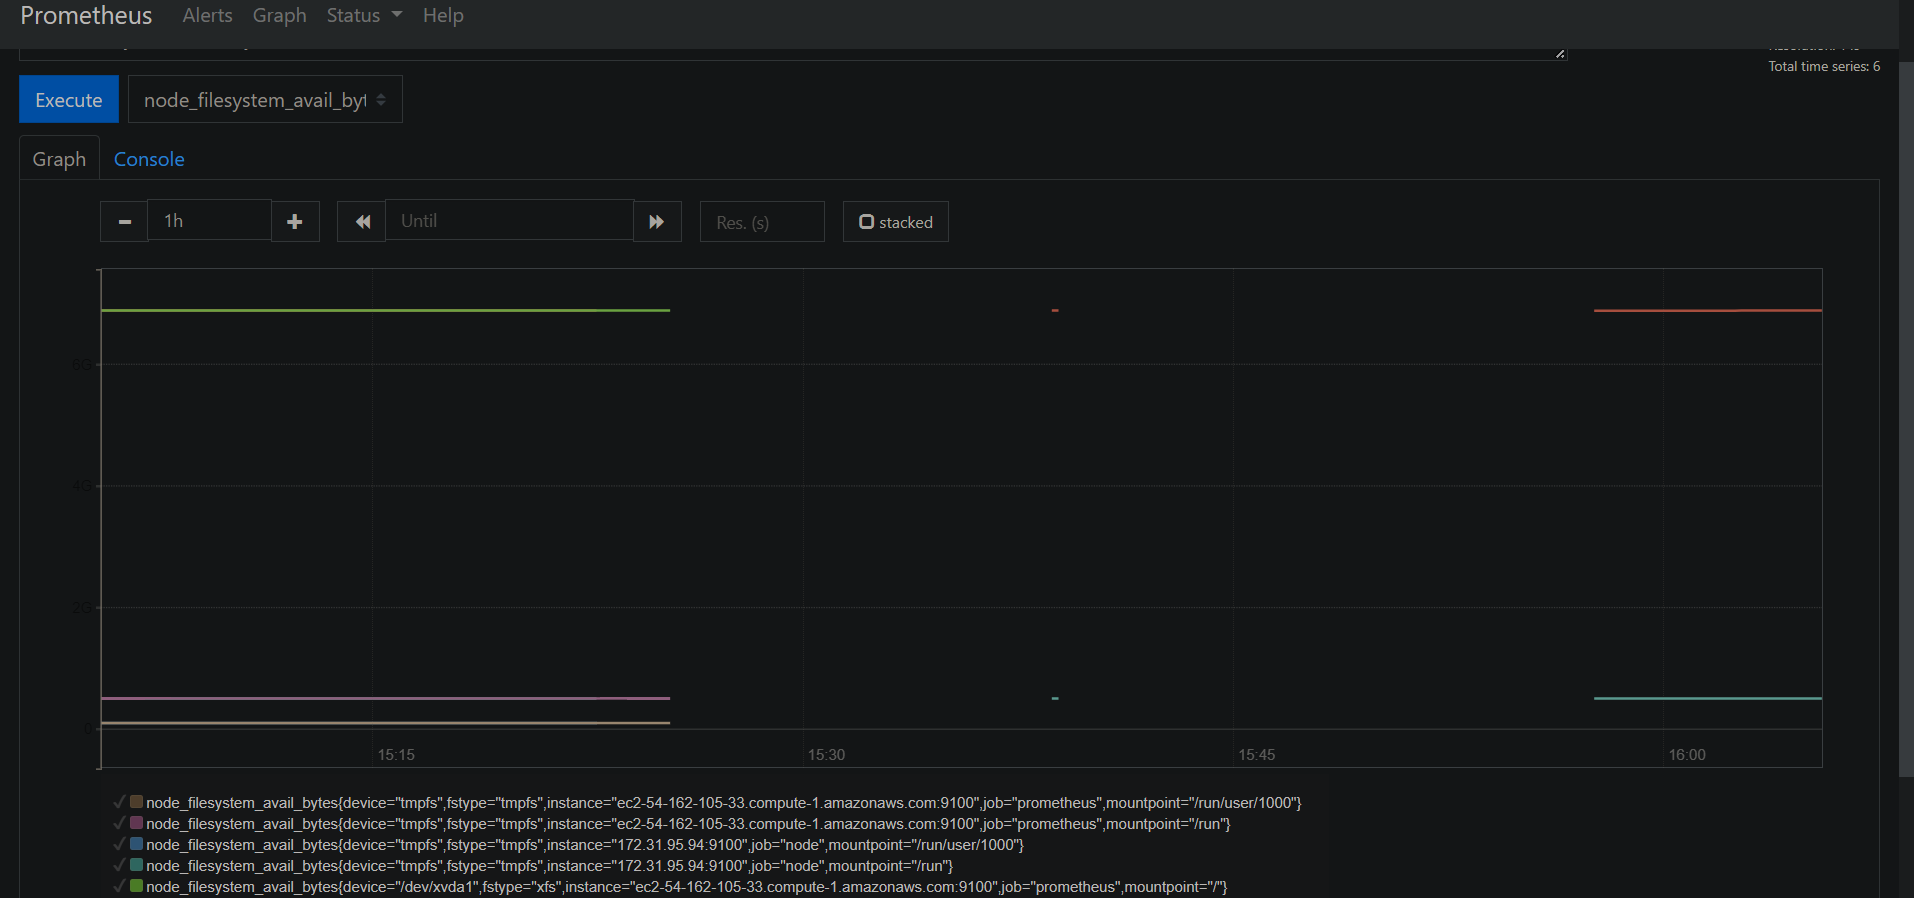 Prometheus Alerts Graph Status Help
Total time series: 6
Execute node_filesystem_avail_byt
Graph Console
1h Until Res. (s) stacked
6G
4G
2G
0
15:15 15:30 15:45 16:00
node_filesystem_avail_bytes{device="tmpfs",fstype="tmpfs",instance="ec2-54-162-105-33.compute-1.amazonaws.com:9100",job="prometheus",mountpoint="/run/user/1000"}
node_filesystem_avail_bytes{device="tmpfs",fstype="tmpfs",instance="ec2-54-162-105-33.compute-1.amazonaws.com:9100",job="prometheus",mountpoint="/run"}
node_filesystem_avail_bytes{device="tmpfs",fstype="tmpfs",instance="172.31.95.94:9100",job="node",mountpoint="/run/user/1000"}
node_filesystem_avail_bytes{device="tmpfs",fstype="tmpfs",instance="172.31.95.94:9100",job="node",mountpoint="/run"}
node_filesystem_avail_bytes{device="/dev/xvda1",fstype="xfs",instance="ec2-54-162-105-33.compute-1.amazonaws.com:9100",job="prometheus",mountpoint="/"}